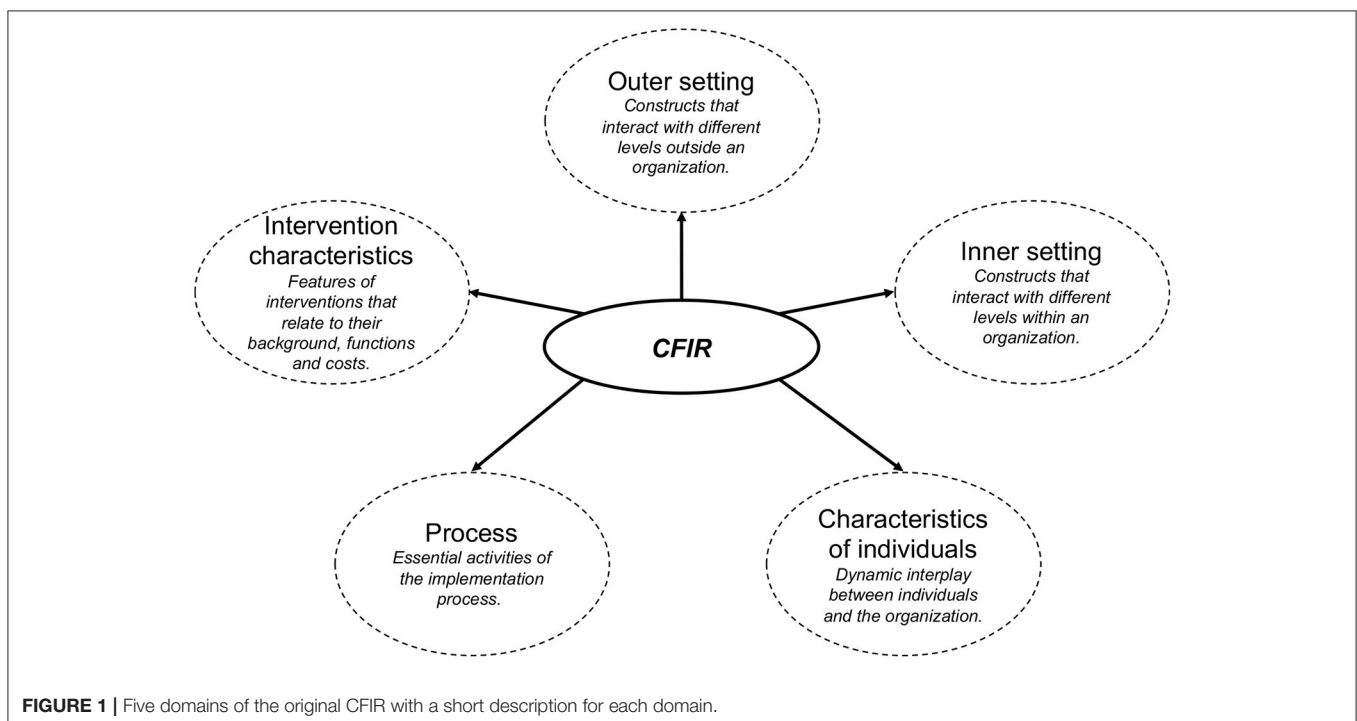 Outer setting
Constructs that
interact with different
levels outside an
organization.
Intervention
characteristics
Features of
interventions that
relate to their
background, functions
and costs.
Inner setting
Constructs that
interact with different
levels within an
organization.
CFIR
Process
Essential activities of
the implementation
process.
Characteristics
of individuals
Dynamic interplay
between individuals
and the organization.
FIGURE 1 | Five domains of the original CFIR with a short description for each domain.